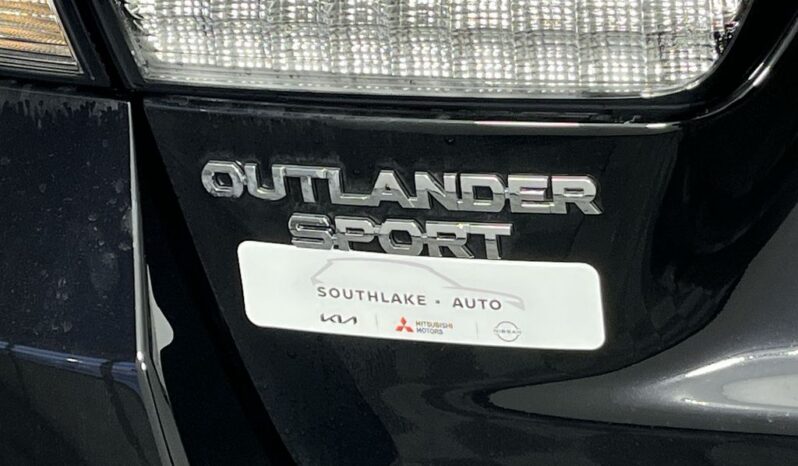 OUTLANDER
SPORT
SOUTHLAKE • AUTO
KIA MITSUBISHI MOTORS NISSAN